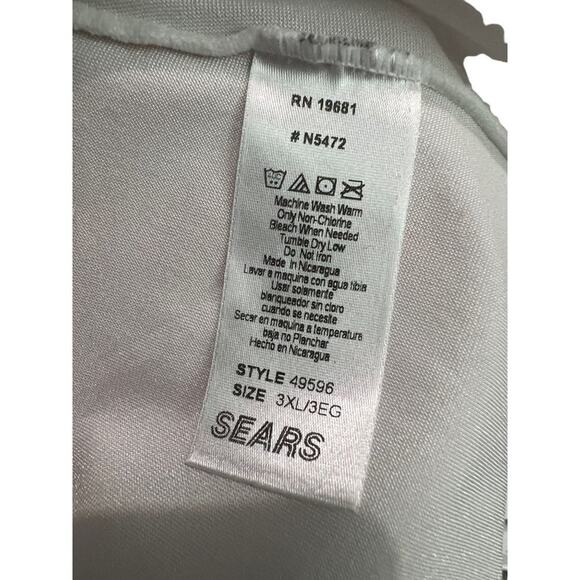 RN 19681
# N5472
Machine Wash Warm
Only Non-Chlorine
Bleach When Needed
Tumble Dry Low
Do Not Iron
Made In Nicaragua
Lavar a maquina con agua tibia
Usar solamente
blanqueador sin cloro
cuando se necesite
Secar en maquina a temperatura
baja no Planchar
Hecho en Nicaragua
STYLE 49596
SIZE 3XL/3EG
SEARS